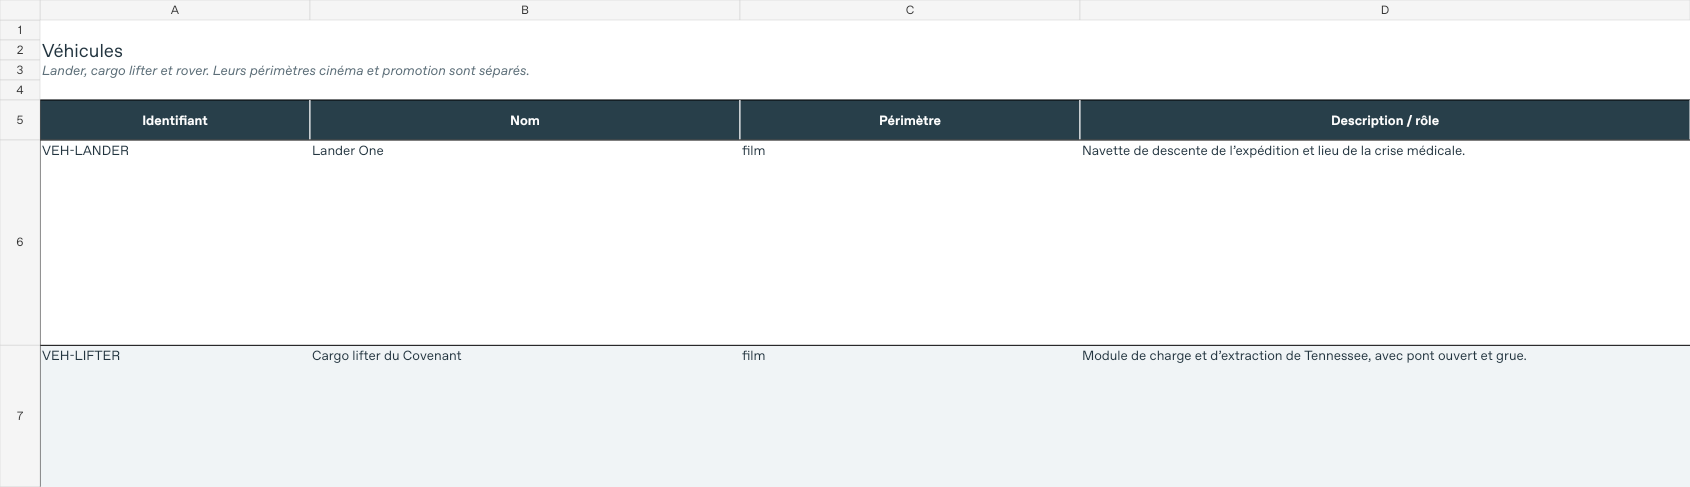 A B C D
1
2 Véhicules
3 Lander, cargo lifter et rover. Leurs périmètres cinéma et promotion sont séparés.
4
5 Identifiant Nom Périmètre Description / rôle
6 VEH-LANDER Lander One film Navette de descente de l’expédition et lieu de la crise médicale.
7 VEH-LIFTER Cargo lifter du Covenant film Module de charge et d’extraction de Tennessee, avec pont ouvert et grue.